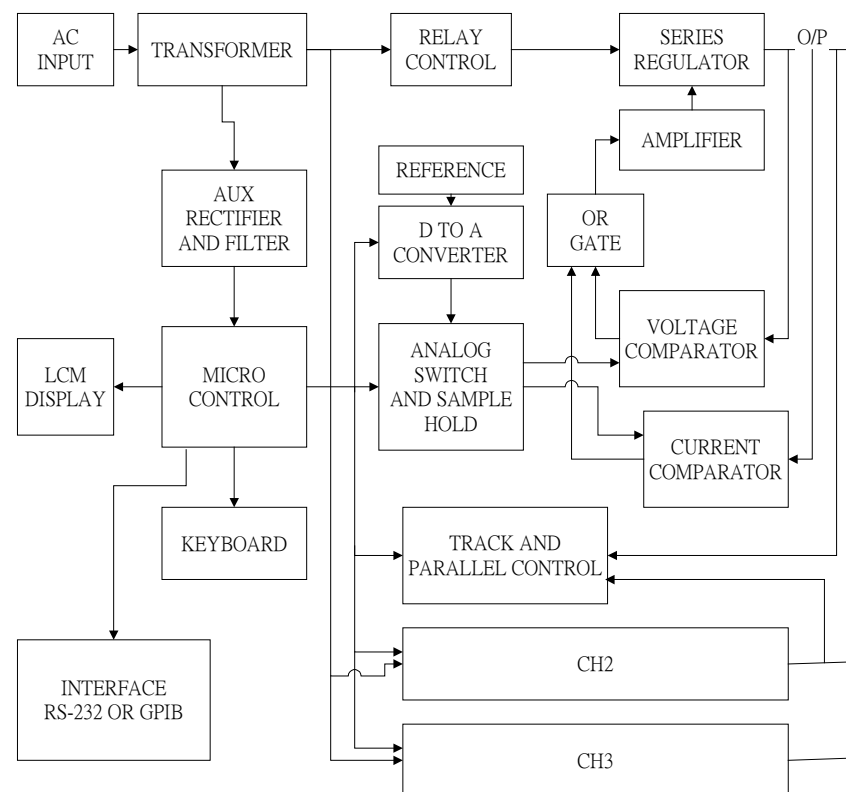 AC
INPUT
TRANSFORMER
RELAY
CONTROL
SERIES
REGULATOR
O/P
AMPLIFIER
REFERENCE
AUX
RECTIFIER
AND FILTER
D TO A
CONVERTER
OR
GATE
VOLTAGE
COMPARATOR
LCM
DISPLAY
MICRO
CONTROL
ANALOG
SWITCH
AND SAMPLE
HOLD
CURRENT
COMPARATOR
KEYBOARD
TRACK AND
PARALLEL CONTROL
INTERFACE
RS-232 OR GPIB
CH2
CH3